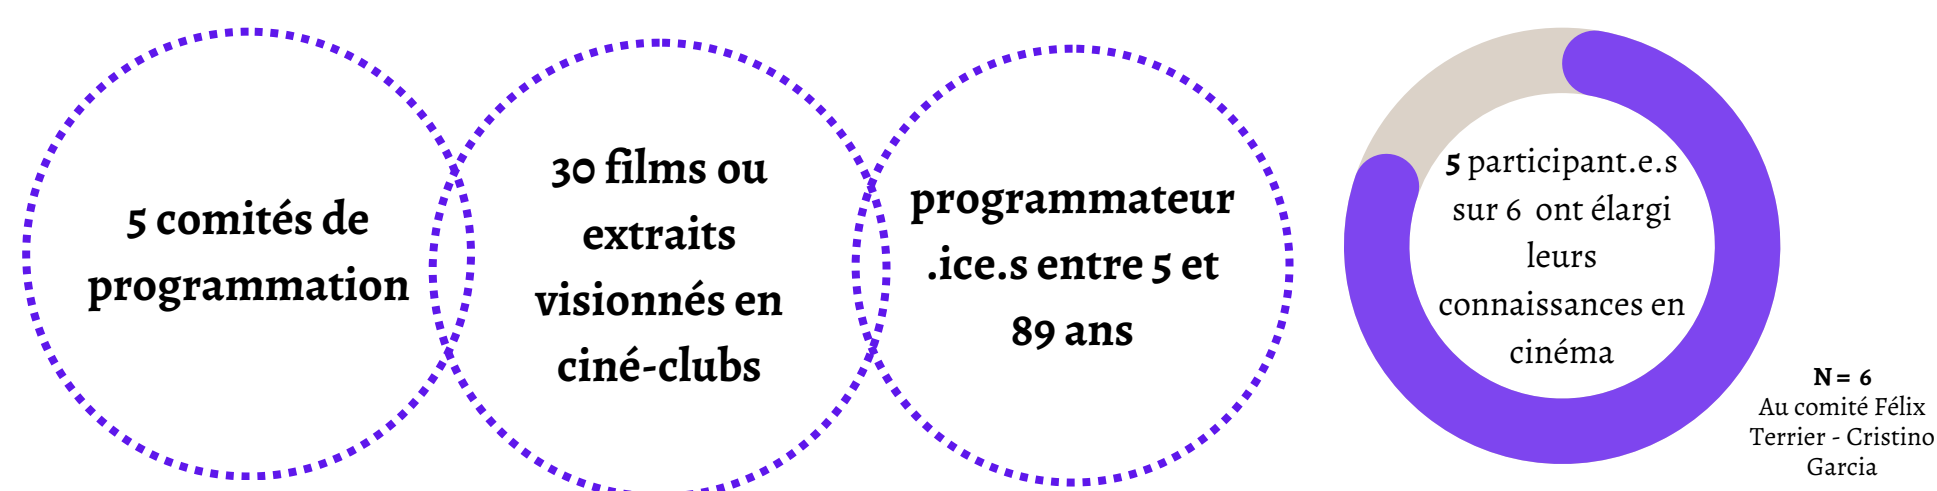 5 comités de
programmation
30 films ou
extraits
visionnés en
ciné-clubs
programmateur
.ice.s entre 5 et
89 ans
5 participant.e.s
sur 6 ont élargi
leurs
connaissances en
cinéma
N = 6
Au comité Félix
Terrier - Cristino
Garcia